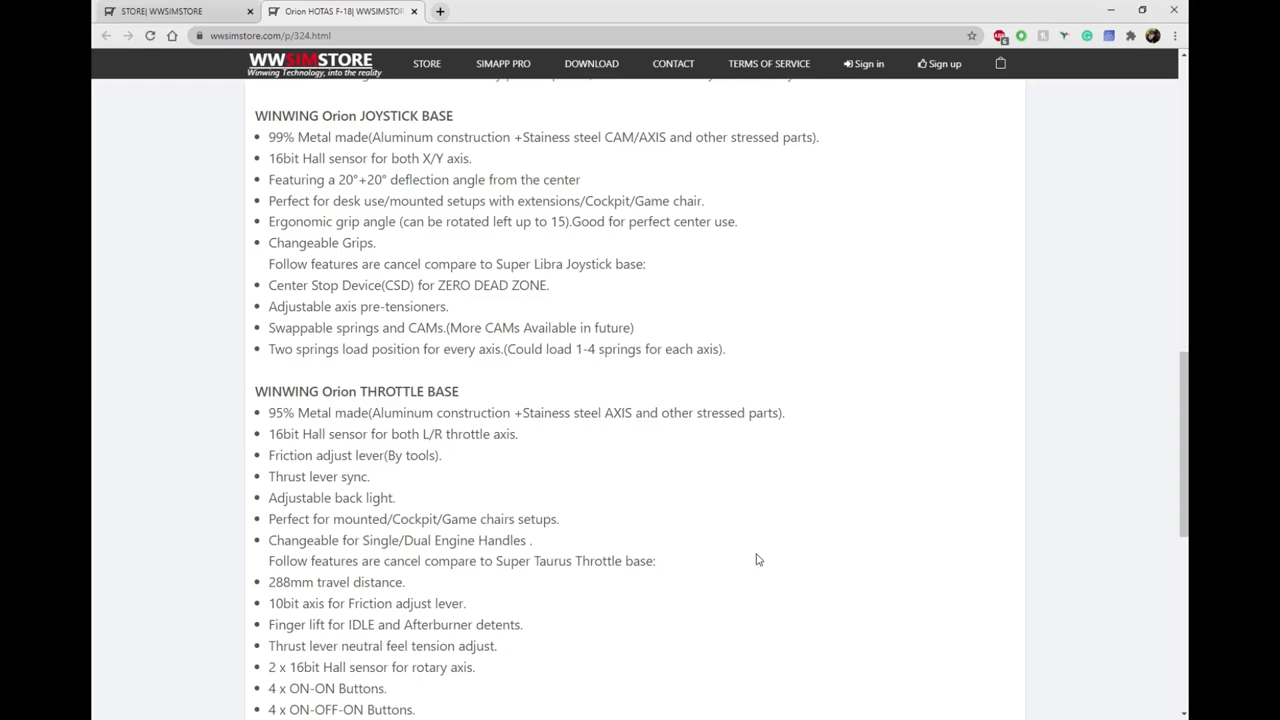 STORE| WWSIMSTORE
Orion HOTAS F-18| WWSIMSTOR
wwsimstore.com/p/324.html
WWSIMSTORE
Winwing Technology, into the reality
STORE
SIMAPP PRO
DOWNLOAD
CONTACT
TERMS OF SERVICE
Sign in
Sign up
WINWING Orion JOYSTICK BASE
99% Metal made(Aluminum construction +Stainess steel CAM/AXIS and other stressed parts).
16bit Hall sensor for both X/Y axis.
Featuring a 20°+20° deflection angle from the center
Perfect for desk use/mounted setups with extensions/Cockpit/Game chair.
Ergonomic grip angle (can be rotated left up to 15).Good for perfect center use.
Changeable Grips.
Follow features are cancel compare to Super Libra Joystick base:
Center Stop Device(CSD) for ZERO DEAD ZONE.
Adjustable axis pre-tensioners.
Swappable springs and CAMs.(More CAMs Available in future)
Two springs load position for every axis.(Could load 1-4 springs for each axis).
WINWING Orion THROTTLE BASE
95% Metal made(Aluminum construction +Stainess steel AXIS and other stressed parts).
16bit Hall sensor for both L/R throttle axis.
Friction adjust lever(By tools).
Thrust lever sync.
Adjustable back light.
Perfect for mounted/Cockpit/Game chairs setups.
Changeable for Single/Dual Engine Handles .
Follow features are cancel compare to Super Taurus Throttle base:
288mm travel distance.
10bit axis for Friction adjust lever.
Finger lift for IDLE and Afterburner detents.
Thrust lever neutral feel tension adjust.
2 x 16bit Hall sensor for rotary axis.
4 x ON-ON Buttons.
4 x ON-OFF-ON Buttons.